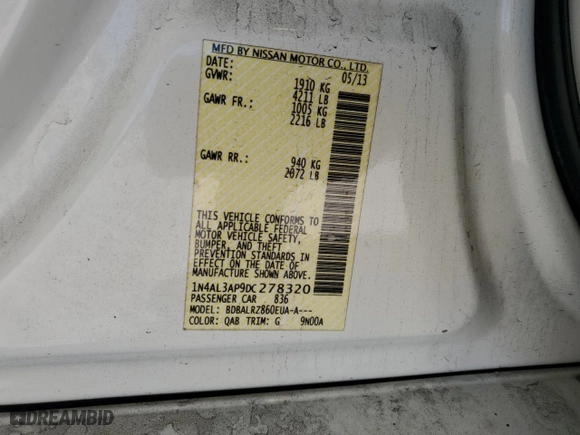 MFD BY NISSAN MOTOR CO., LTD.
DATE: 05/13
GVWR: 1910 KG
4211 LB
GAWR FR.: 1005 KG
2216 LB
GAWR RR.: 940 KG
2072 LB
THIS VEHICLE CONFORMS TO
ALL APPLICABLE FEDERAL
MOTOR VEHICLE SAFETY,
BUMPER, AND THEFT
PREVENTION STANDARDS
IN EFFECT ON THE DATE OF
MANUFACTURE SHOWN ABOVE.
1N4AL3AP9DC278320
PASSENGER CAR 836
MODEL: BDBALRZ860EUA-A---
COLOR: QAB TRIM: G 9N00A
DREAMBID